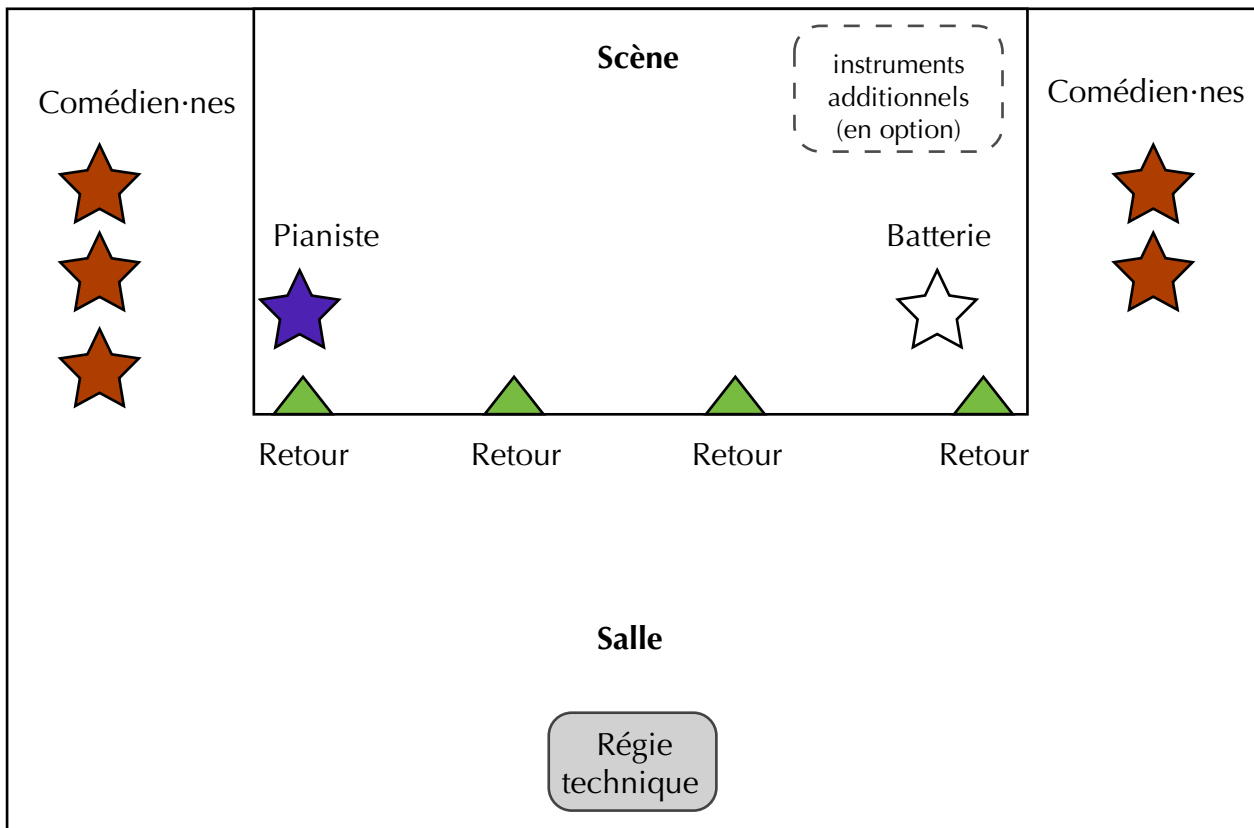 Scène
instruments
additionnels
(en option)
Comédien·nes
Comédien·nes
Pianiste
Batterie
Retour
Retour
Retour
Retour
Salle
Régie
technique